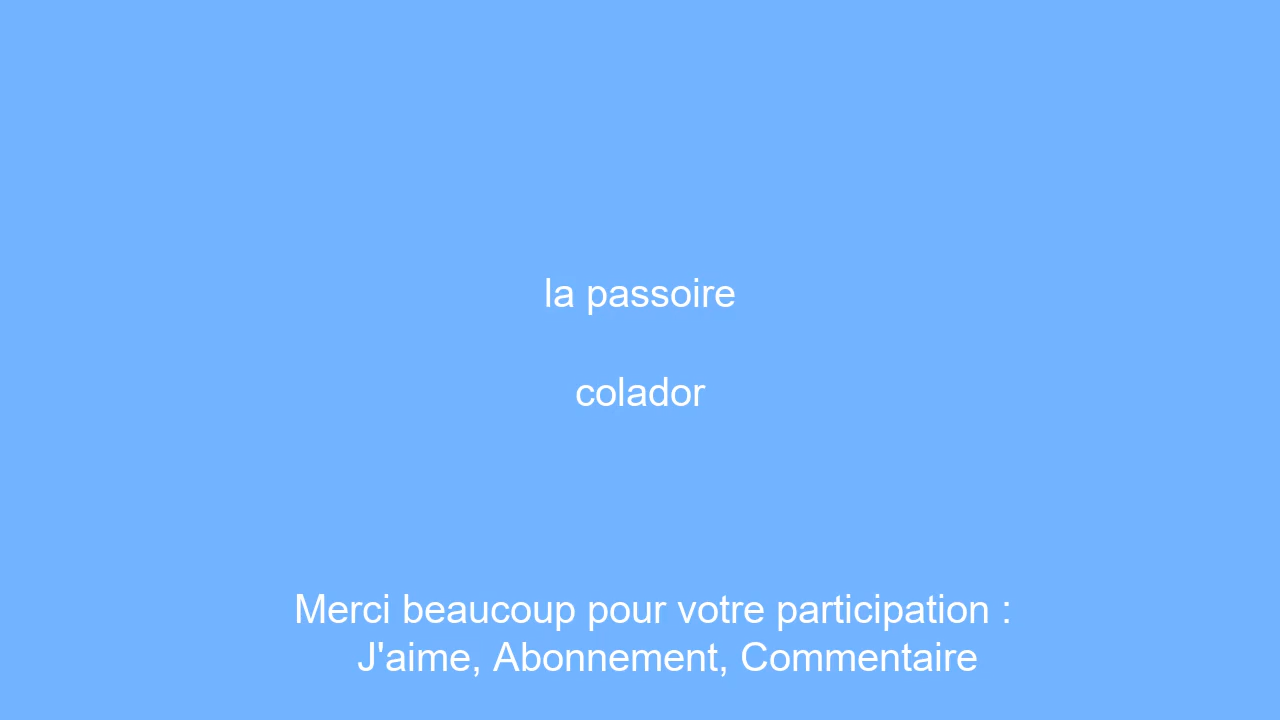 la passoire
colador
Merci beaucoup pour votre participation :
J'aime, Abonnement, Commentaire